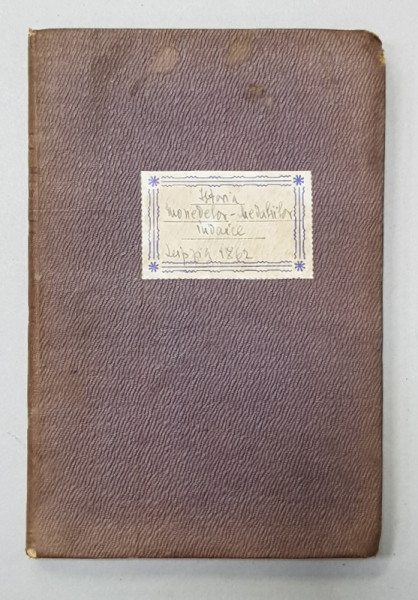 Istoria
monedelor - medaliilor
iudaice
Leipzig 1862